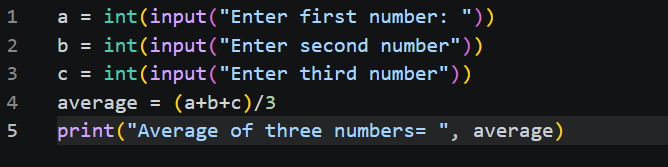 1 a = int(input("Enter first number: "))
2 b = int(input("Enter second number"))
3 c = int(input("Enter third number"))
4 average = (a+b+c)/3
5 print("Average of three numbers= ", average)